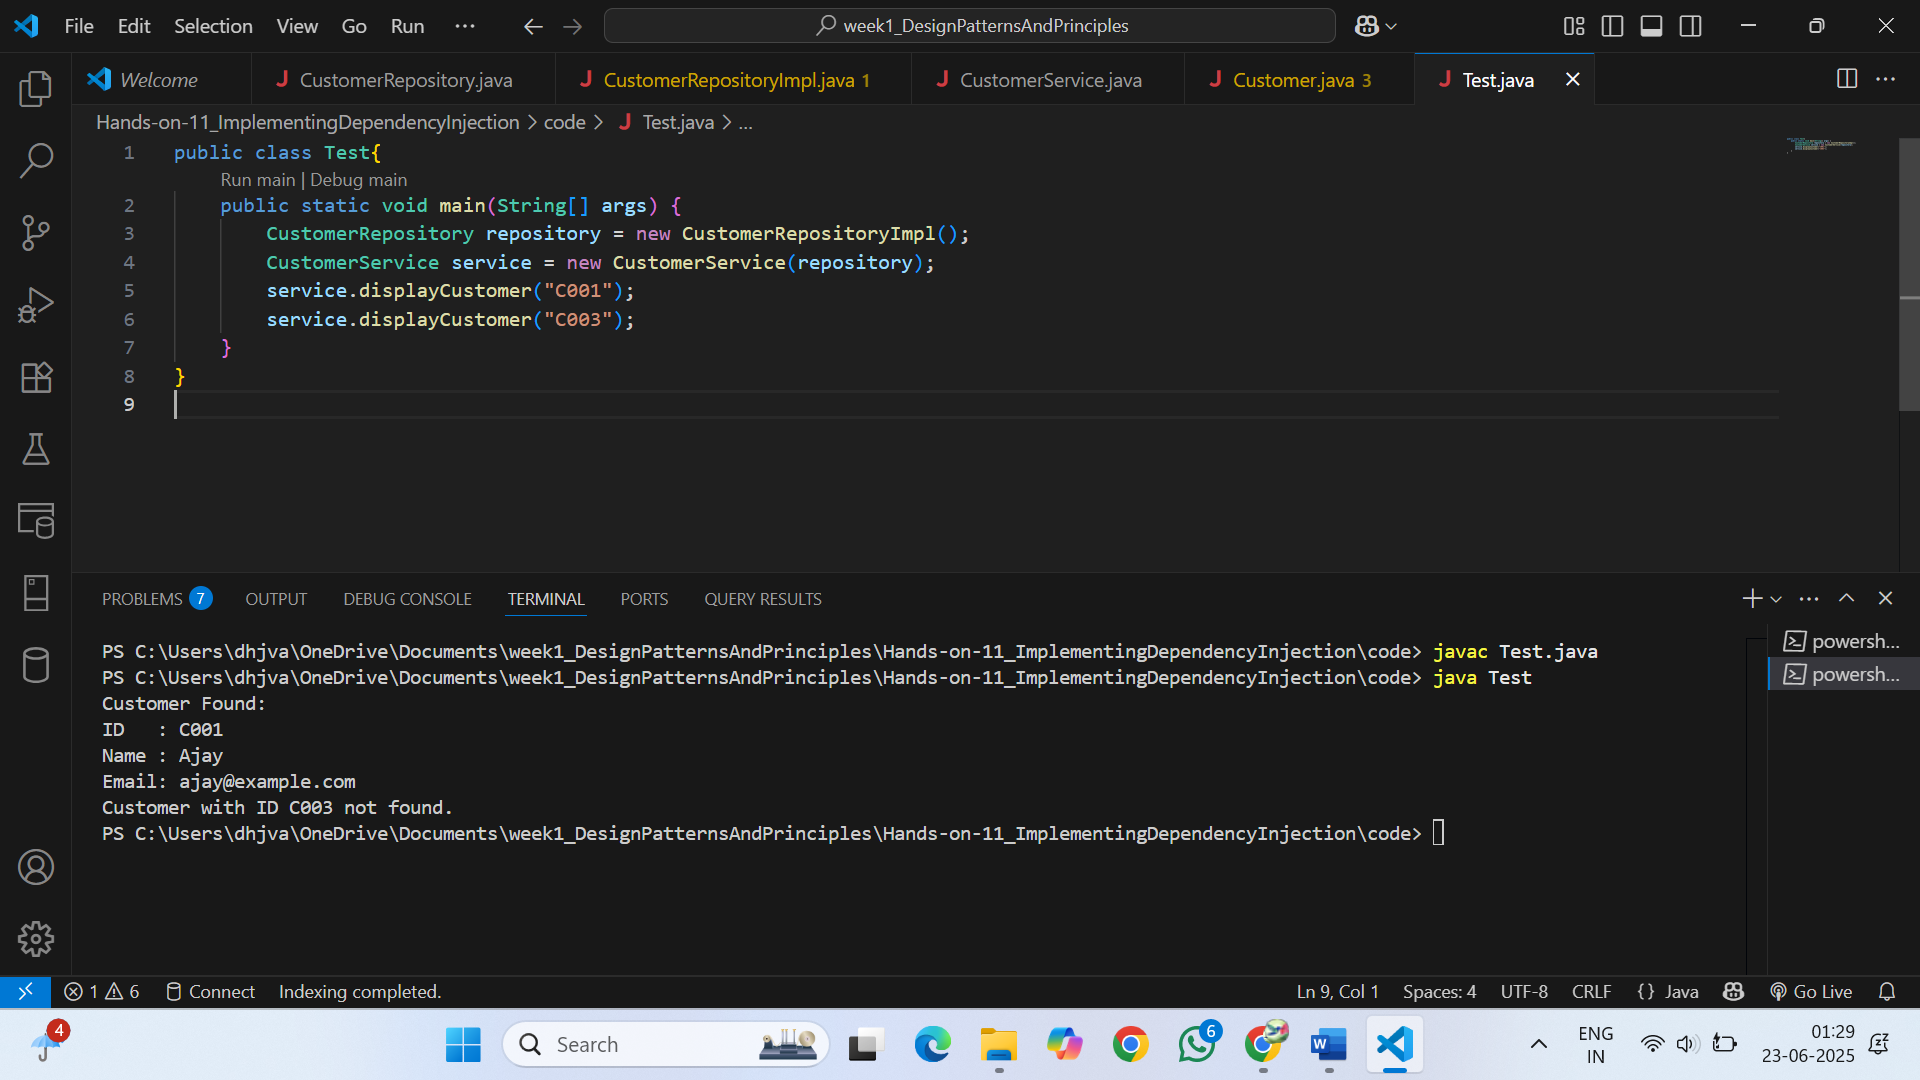 File Edit Selection View Go Run ··· week1_DesignPatternsAndPrinciples
Welcome CustomerRepository.java CustomerRepositoryImpl.java 1 CustomerService.java Customer.java 3 Test.java
Hands-on-11_ImplementingDependencyInjection > code > Test.java > ...
1 public class Test{
Run main | Debug main
2 public static void main(String[] args) {
3 CustomerRepository repository = new CustomerRepositoryImpl();
4 CustomerService service = new CustomerService(repository);
5 service.displayCustomer("C001");
6 service.displayCustomer("C003");
7 }
8 }
9
PROBLEMS 7 OUTPUT DEBUG CONSOLE TERMINAL PORTS QUERY RESULTS
PS C:\Users\dhjva\OneDrive\Documents\week1_DesignPatternsAndPrinciples\Hands-on-11_ImplementingDependencyInjection\code> javac Test.java
PS C:\Users\dhjva\OneDrive\Documents\week1_DesignPatternsAndPrinciples\Hands-on-11_ImplementingDependencyInjection\code> java Test
Customer Found:
ID   : C001
Name : Ajay
Email: ajay@example.com
Customer with ID C003 not found.
PS C:\Users\dhjva\OneDrive\Documents\week1_DesignPatternsAndPrinciples\Hands-on-11_ImplementingDependencyInjection\code>
powersh...
powersh...
1 6 Connect Indexing completed. Ln 9, Col 1 Spaces: 4 UTF-8 CRLF {} Java Go Live
4 Search 6 ENG IN 01:29 23-06-2025